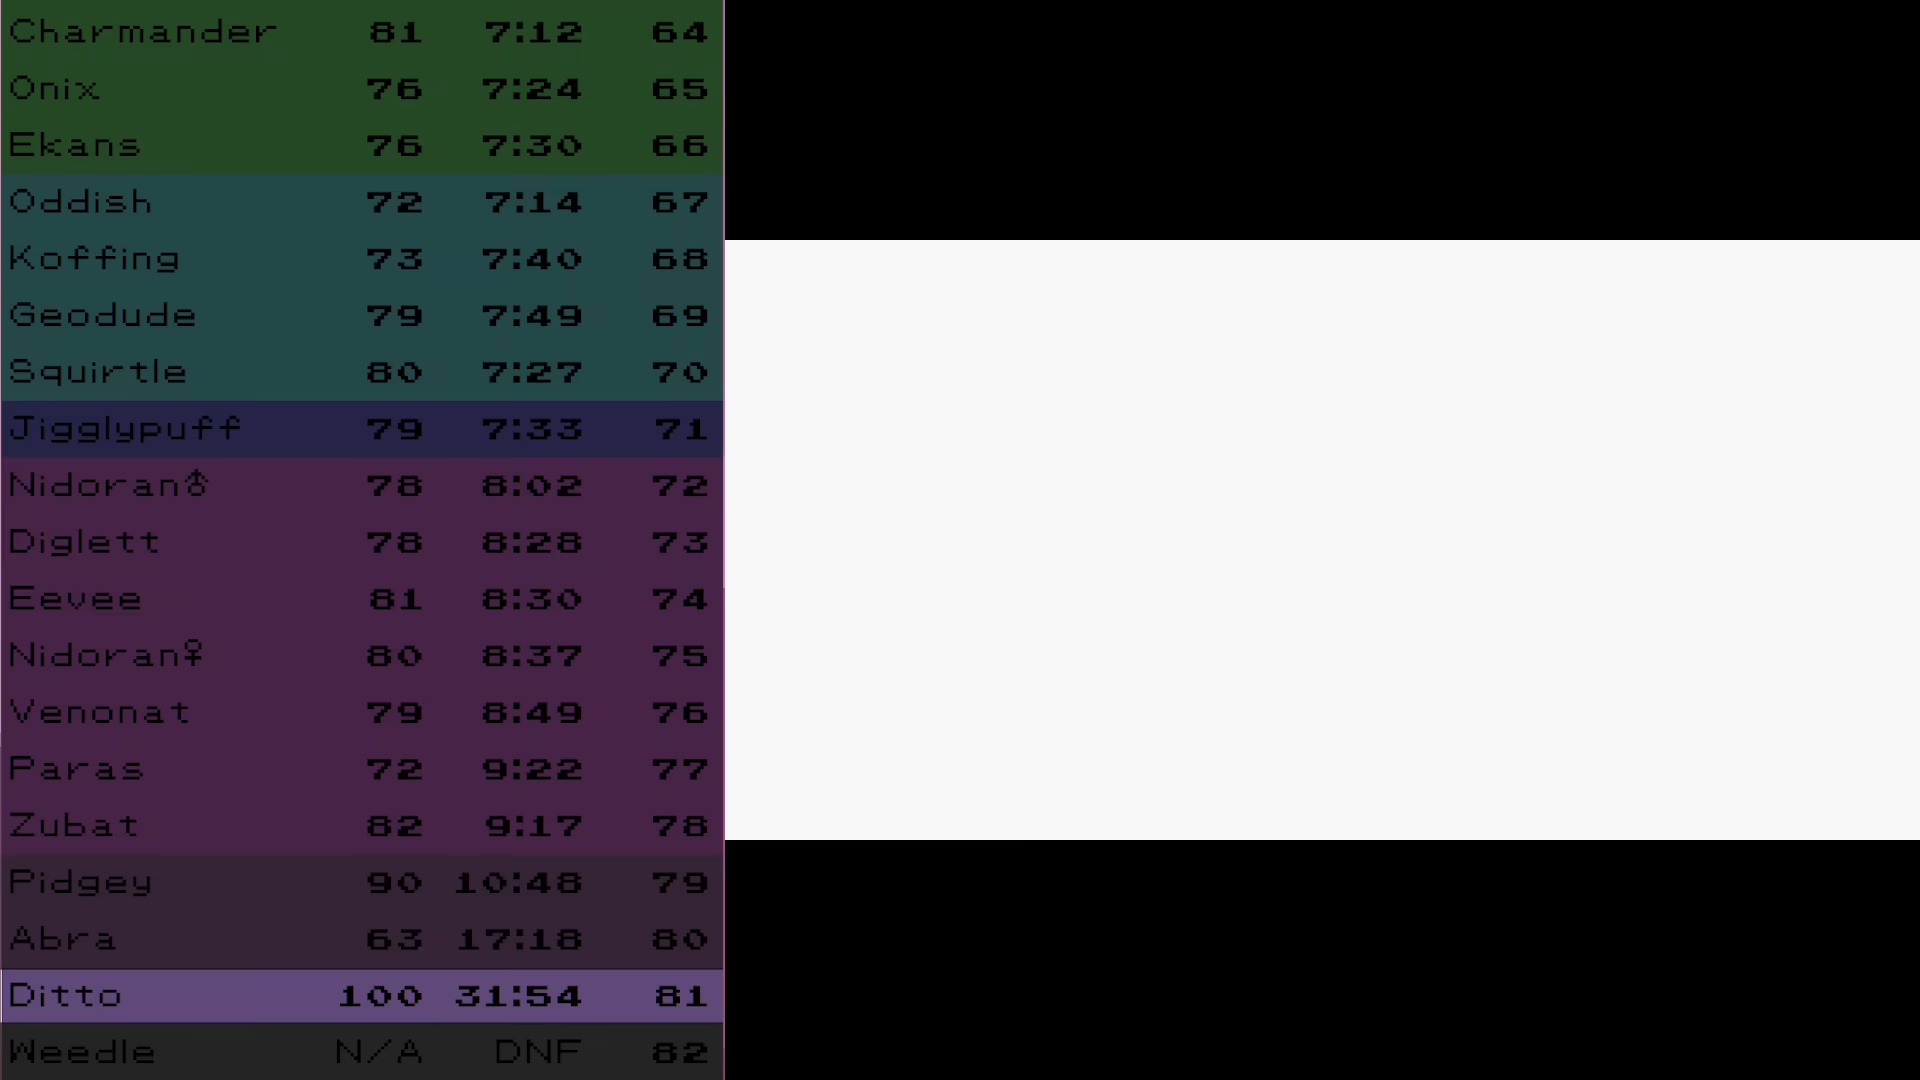 Charmander 81 7:12 64
Onix 76 7:24 65
Ekans 76 7:30 66
Oddish 72 7:14 67
Koffing 73 7:40 68
Geodude 79 7:49 69
Squirtle 80 7:27 70
Jigglypuff 79 7:33 71
Nidoran♂ 78 8:02 72
Diglett 78 8:28 73
Eevee 81 8:30 74
Nidoran♀ 80 8:37 75
Venonat 79 8:49 76
Paras 72 9:22 77
Zubat 82 9:17 78
Pidgey 90 10:48 79
Abra 63 17:18 80
Ditto 100 31:54 81
Weedle N/A DNF 82